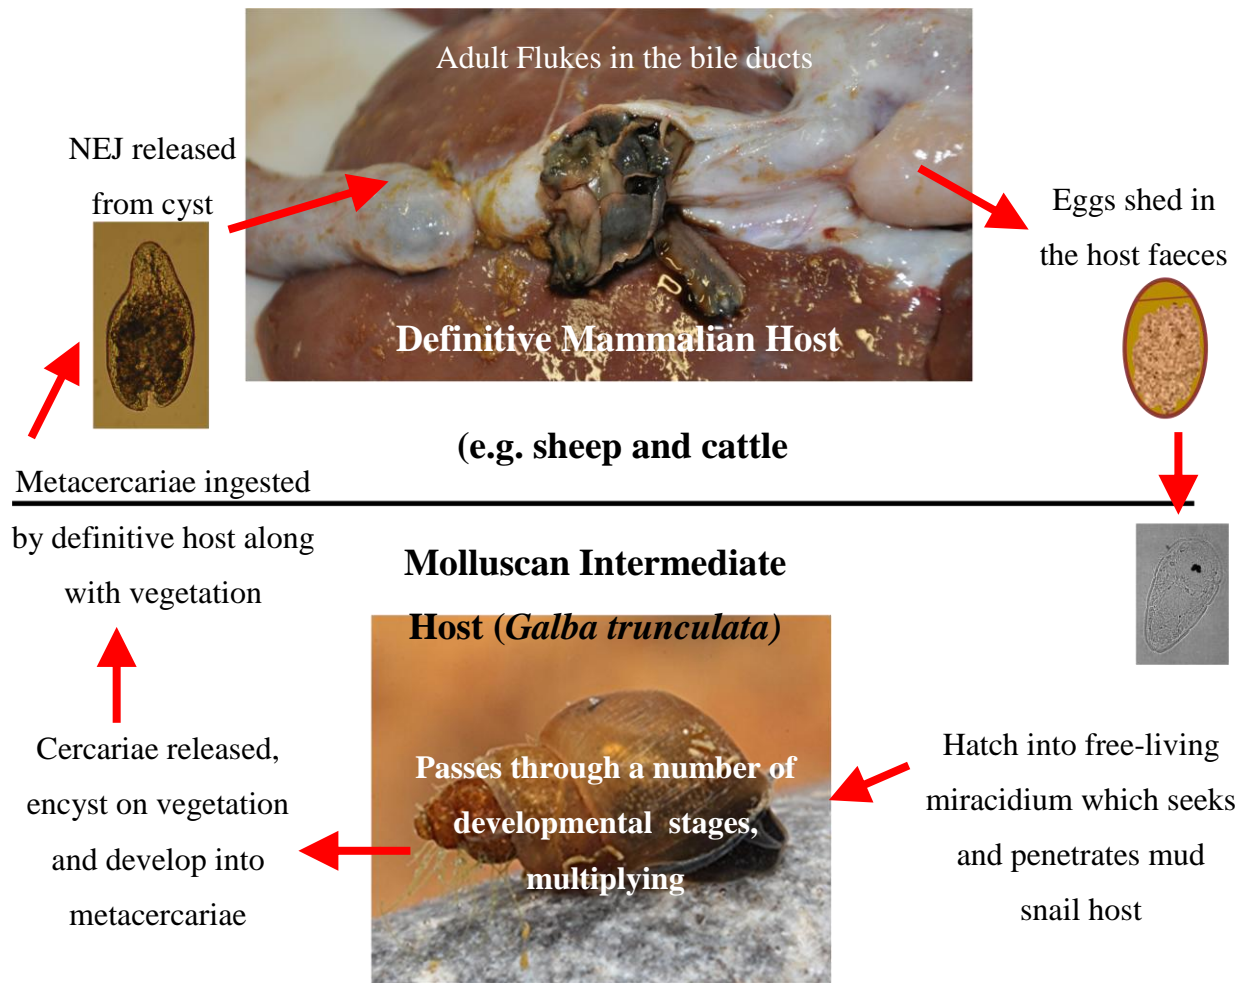 Adult Flukes in the bile ducts
NEJ released
from cyst
Eggs shed in
the host faeces
Definitive Mammalian Host
(e.g. sheep and cattle
Metacercariae ingested
by definitive host along
with vegetation
Molluscan Intermediate
Host (Galba trunculata)
Cercariae released,
encyst on vegetation
and develop into
metacercariae
Passes through a number of
developmental stages,
multiplying
Hatch into free-living
miracidium which seeks
and penetrates mud
snail host